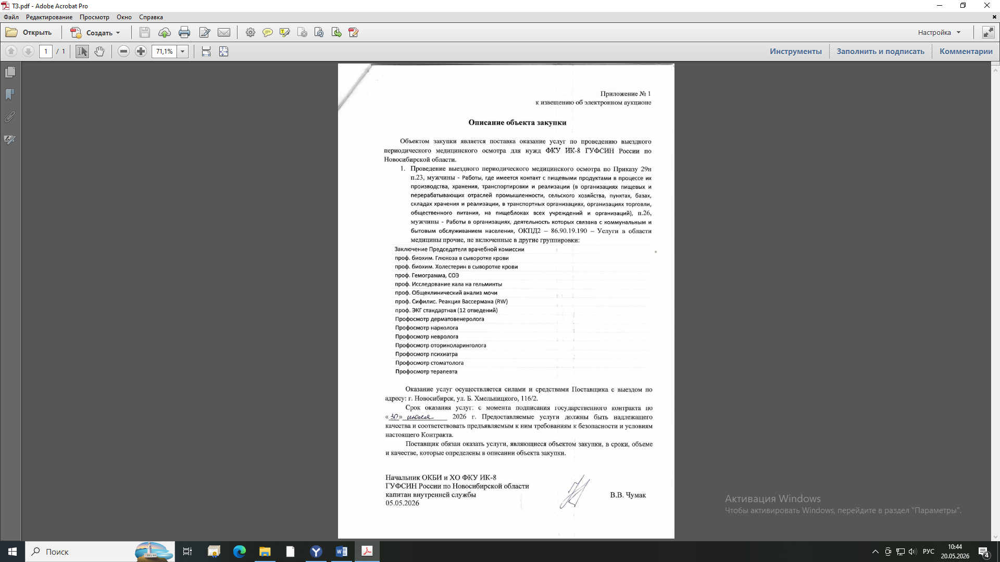 ТЗ.pdf - Adobe Acrobat Pro
Файл Редактирование Просмотр Окно Справка
Открыть Создать Настройка
1 / 1 71,1% Инструменты Заполнить и подписать Комментарии
Приложение № 1
к извещению об электронном аукционе
Описание объекта закупки
Объектом закупки является поставка оказание услуг по проведению выездного
периодического медицинского осмотра для нужд ФКУ ИК-8 ГУФСИН России по
Новосибирской области.
1. Проведение выездного периодического медицинского осмотра по Приказу 29н
п.23, мужчины - Работы, где имеется контакт с пищевыми продуктами в процессе их
производства, хранения, транспортировки и реализации (в организациях пищевых и
перерабатывающих отраслей промышленности, сельского хозяйства, пунктах, базах,
складах хранения и реализации, в транспортных организациях, организациях торговли,
общественного питания, на пищеблоках всех учреждений и организаций), п.26,
мужчины - Работы в организациях, деятельность которых связана с коммунальным и
бытовым обслуживанием населения, ОКПД2 – 86.90.19.190 – Услуги в области
медицины прочие, не включенные в другие группировки:
Заключение Председателя врачебной комиссии
проф. биохим. Глюкоза в сыворотке крови
проф. биохим. Холестерин в сыворотке крови
проф. Гемограмма, СОЭ
проф. Исследование кала на гельминты
проф. Общеклинический анализ мочи
проф. Сифилис. Реакция Вассермана (RW)
проф. ЭКГ стандартная (12 отведений)
Профосмотр дерматовенеролога
Профосмотр нарколога
Профосмотр невролога
Профосмотр оториноларинголога
Профосмотр психиатра
Профосмотр стоматолога
Профосмотр терапевта
Оказание услуг осуществляется силами и средствами Поставщика с выездом по
адресу: г. Новосибирск, ул. Б. Хмельницкого, 116/2.
Срок оказания услуг: с момента подписания государственного контракта по
«30» 2026 г. Предоставляемые услуги должны быть надлежащего
качества и соответствовать предъявляемым к ним требованиям к безопасности и условиям
настоящего Контракта.
Поставщик обязан оказать услуги, являющиеся объектом закупки, в сроки, объеме
и качестве, которые определены в описании объекта закупки.
Начальник ОКБИ и ХО ФКУ ИК-8
ГУФСИН России по Новосибирской области
капитан внутренней службы В.В. Чумак
05.05.2026
Активация Windows
Чтобы активировать Windows, перейдите в раздел "Параметры".
Поиск
РУС
10:44
20.05.2026
4